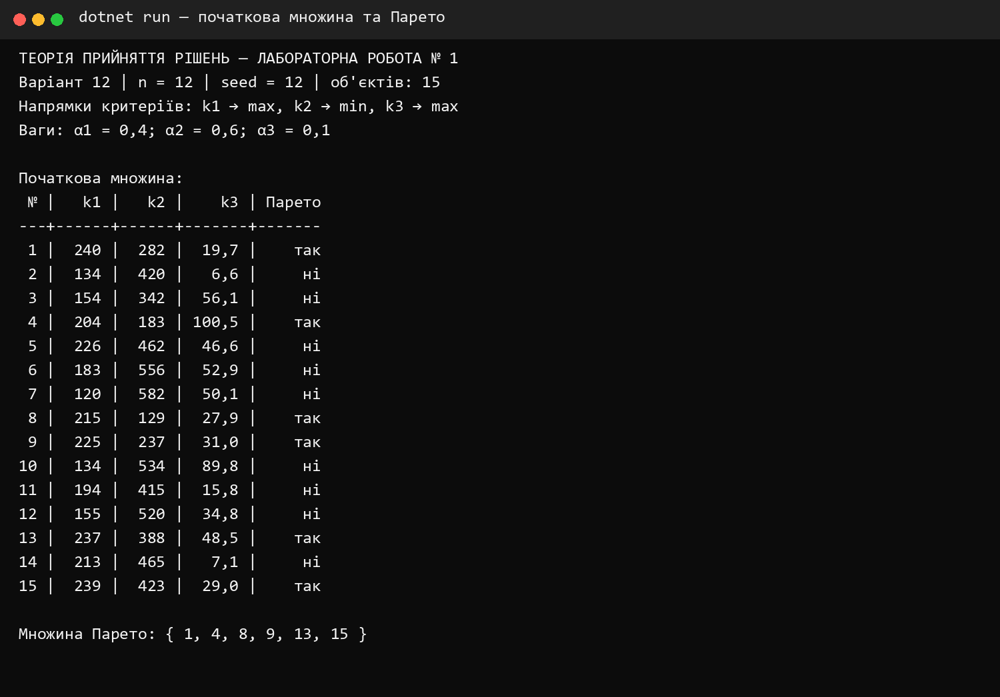 dotnet run — початкова множина та Парето
ТЕОРІЯ ПРИЙНЯТТЯ РІШЕНЬ — ЛАБОРАТОРНА РОБОТА № 1
Варіант 12 | n = 12 | seed = 12 | об'єктів: 15
Напрямки критеріїв: k1 → max, k2 → min, k3 → max
Ваги: α1 = 0,4; α2 = 0,6; α3 = 0,1
Початкова множина:
 № |   k1 |   k2 |    k3 | Парето
---+------+------+-------+-------
 1 |  240 |  282 |  19,7 |    так
 2 |  134 |  420 |   6,6 |     ні
 3 |  154 |  342 |  56,1 |     ні
 4 |  204 |  183 | 100,5 |    так
 5 |  226 |  462 |  46,6 |     ні
 6 |  183 |  556 |  52,9 |     ні
 7 |  120 |  582 |  50,1 |     ні
 8 |  215 |  129 |  27,9 |    так
 9 |  225 |  237 |  31,0 |    так
10 |  134 |  534 |  89,8 |     ні
11 |  194 |  415 |  15,8 |     ні
12 |  155 |  520 |  34,8 |     ні
13 |  237 |  388 |  48,5 |    так
14 |  213 |  465 |   7,1 |     ні
15 |  239 |  423 |  29,0 |    так
Множина Парето: { 1, 4, 8, 9, 13, 15 }